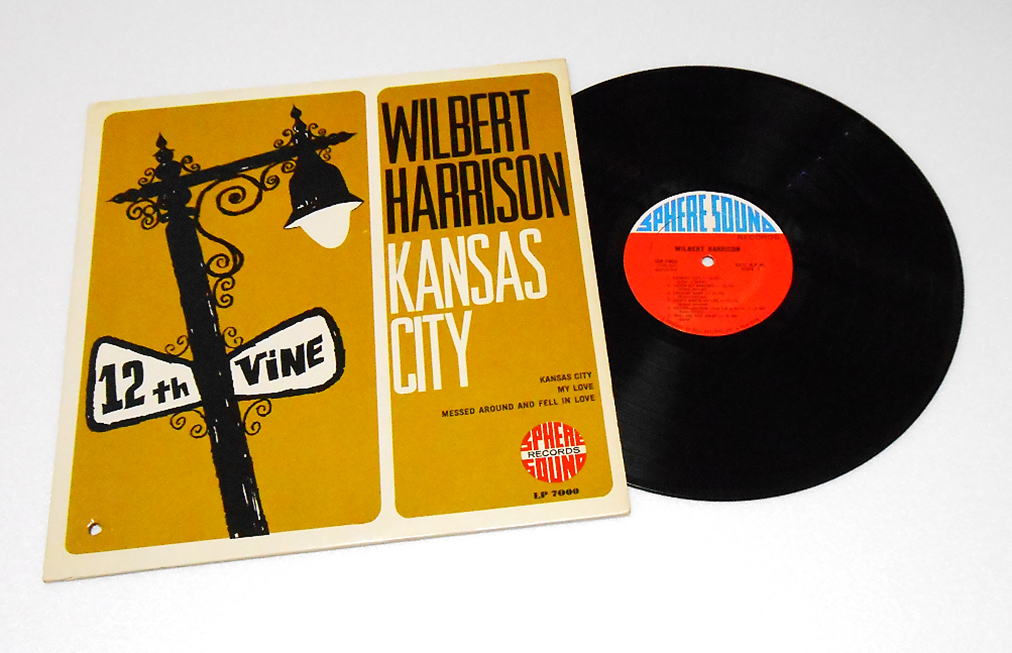 12th
ViNE
WILBERT
HARRISON
KANSAS
CITY
KANSAS CITY
MY LOVE
MESSED AROUND AND FELL IN LOVE
SPHERE
RECORDS
SOUND
LP 7000
SPHERE SOUND
RECORDS
WILBERT HARRISON